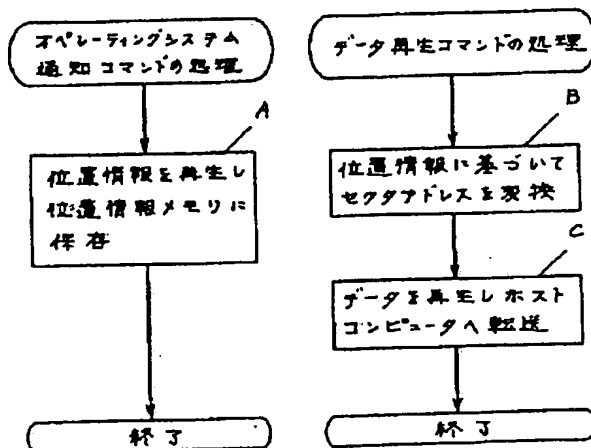 オペレーティングシステム
通知コマンドの処理
A
位置情報を再生し
位置情報メモリに
保存
終了
データ再生コマンドの処理
B
位置情報に基づいて
セクタアドレスを変換
C
データを再生しホスト
コンピュータへ転送
終了